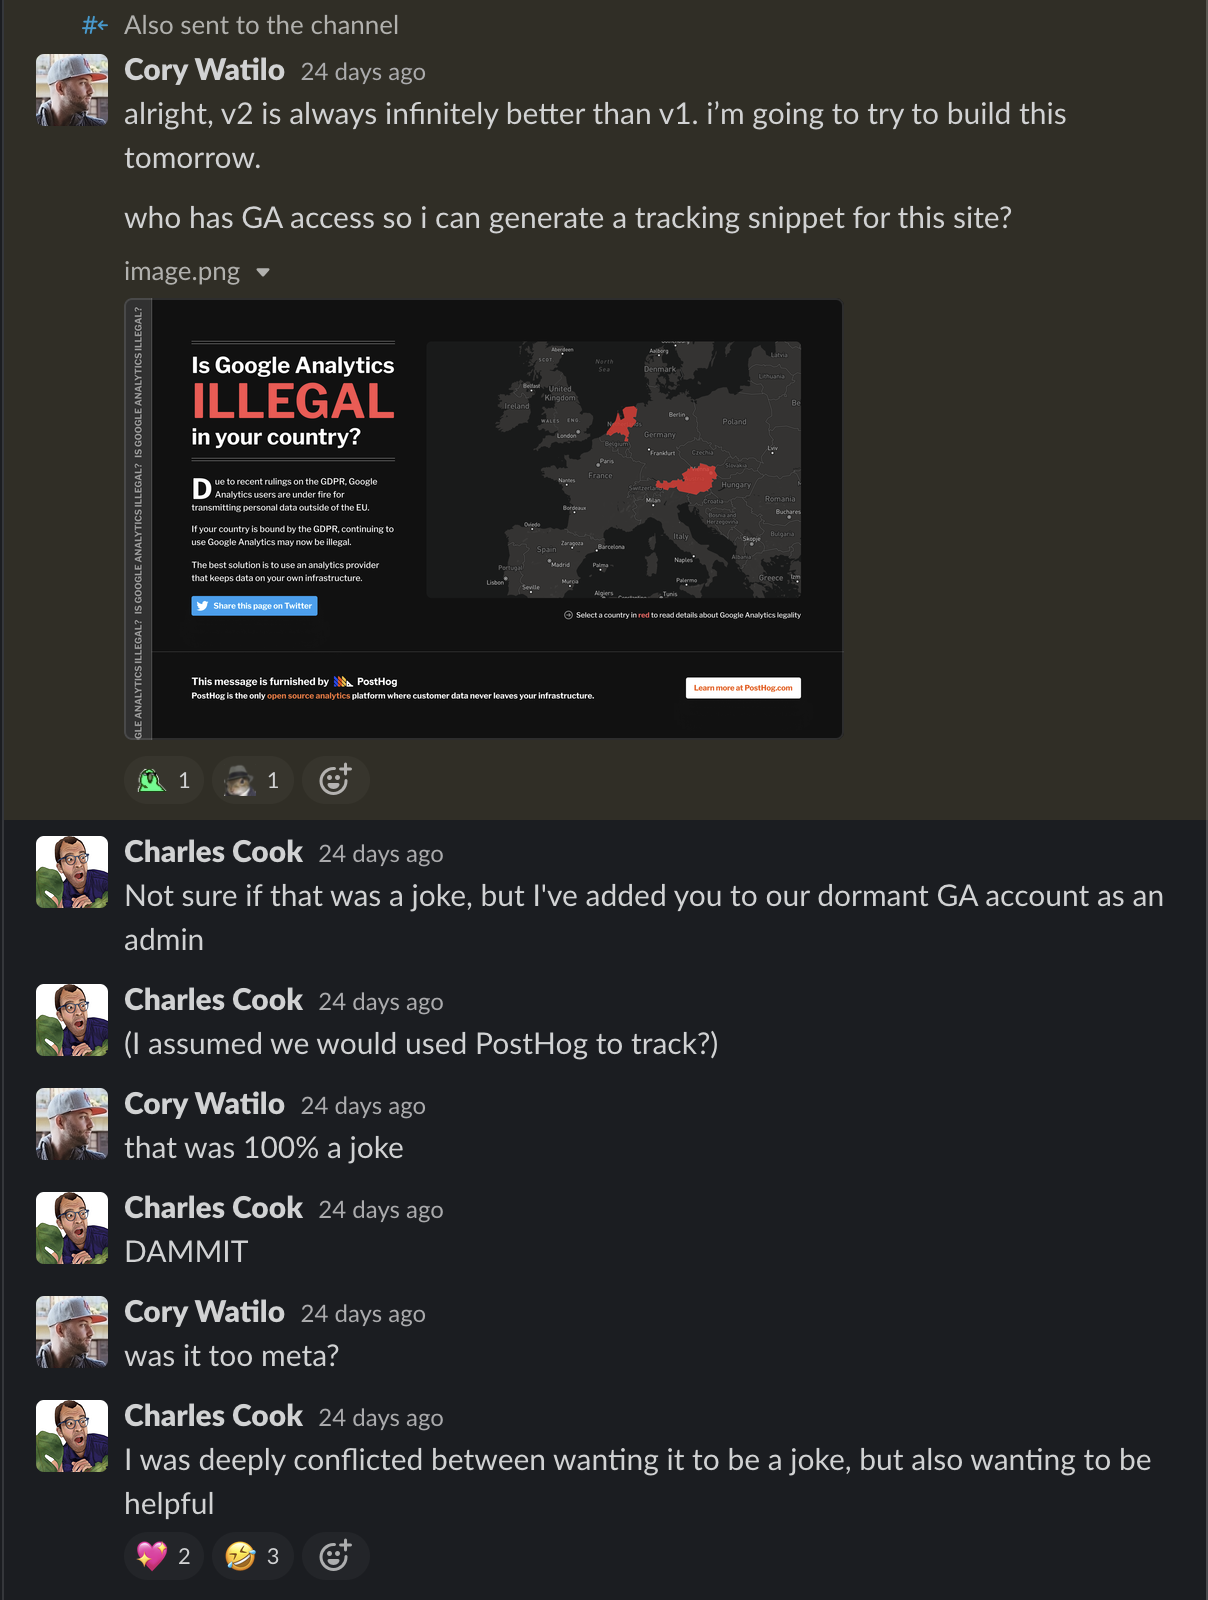 Also sent to the channel
Cory Watilo 24 days ago
alright, v2 is always infinitely better than v1. i’m going to try to build this
tomorrow.
who has GA access so i can generate a tracking snippet for this site?
image.png
GLE ANALYTICS ILLEGAL? IS GOOGLE ANALYTICS ILLEGAL? IS GOOGLE ANALYTICS ILLEGAL?
Is Google Analytics
ILLEGAL
in your country?
Due to recent rulings on the GDPR, Google
Analytics users are under fire for
transmitting personal data outside of the EU.
If your country is bound by the GDPR, continuing to
use Google Analytics may now be illegal.
The best solution is to use an analytics provider
that keeps data on your own infrastructure.
Share this page on Twitter
Aberdeen
SCOT.
North
Sea
Aalborg
Denmark
Latvia
Lithuania
Belfast
United
Kingdom
Ireland
WALES
ENG
London
Berlin
Poland
Be
Germany
Belgium
Frankfurt
Czechia
Lviv
Paris
Slovakia
France
Nantes
Switzerland
Hungary
Milan
Croatia
Romania
Bordeaux
Bosnia and
Herzegovina
Bucharest
Oviedo
Italy
Skopje
Bulgaria
Zaragoza
Barcelona
Spain
Naples
Albania
Portugal
Madrid
Palma
Greece
Izm
Lisbon
Murcia
Palermo
Seville
Algiers
Tunis
Select a country in red to read details about Google Analytics legality
This message is furnished by PostHog
PostHog is the only open source analytics platform where customer data never leaves your infrastructure.
Learn more at PostHog.com
1 1
Charles Cook 24 days ago
Not sure if that was a joke, but I've added you to our dormant GA account as an
admin
Charles Cook 24 days ago
(I assumed we would used PostHog to track?)
Cory Watilo 24 days ago
that was 100% a joke
Charles Cook 24 days ago
DAMMIT
Cory Watilo 24 days ago
was it too meta?
Charles Cook 24 days ago
I was deeply conflicted between wanting it to be a joke, but also wanting to be
helpful
2 3